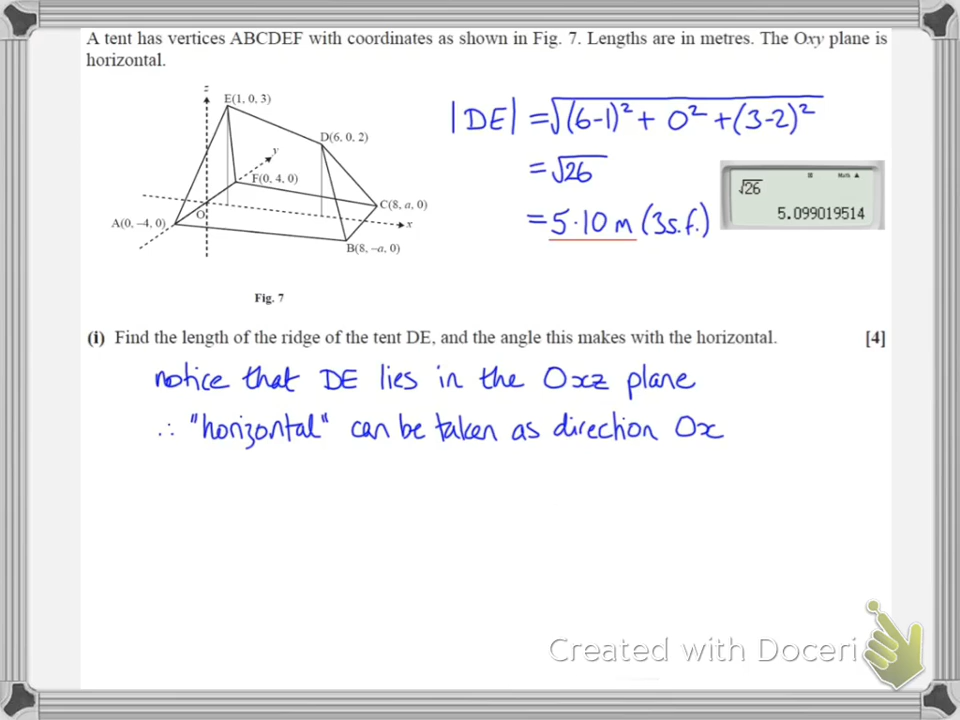 A tent has vertices ABCDEF with coordinates as shown in Fig. 7. Lengths are in metres. The Oxy plane is
horizontal.
z
E(1, 0, 3)
D(6, 0, 2)
y
F(0, 4, 0)
C(8, a, 0)
O
A(0, –4, 0)
x
B(8, –a, 0)
Fig. 7
|DE| = √(6-1)² + 0² + (3-2)²
= √26
= 5·10 m (3 s.f.)
Math ▲
√26
5.099019514
(i) Find the length of the ridge of the tent DE, and the angle this makes with the horizontal. [4]
notice that DE lies in the Oxz plane
∴ "horizontal" can be taken as direction Ox
Created with Doceri